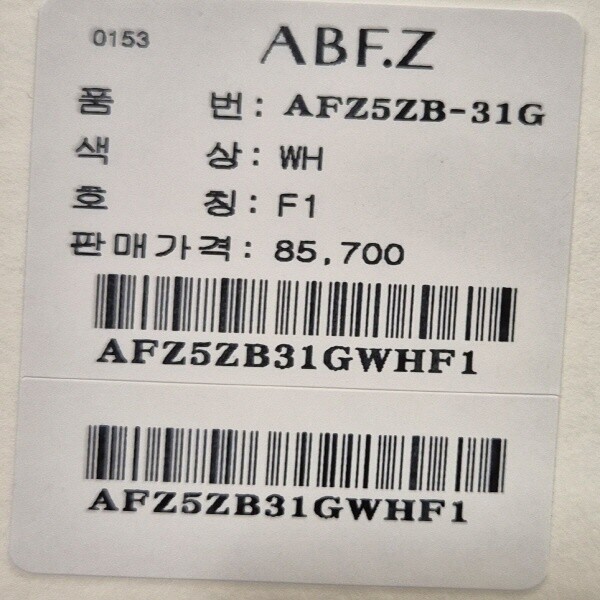 0153 ABF.Z
품 번: AFZ5ZB-31G
색 상: WH
호 칭: F1
판매가격: 85,700
AFZ5ZB31GWHF1
AFZ5ZB31GWHF1